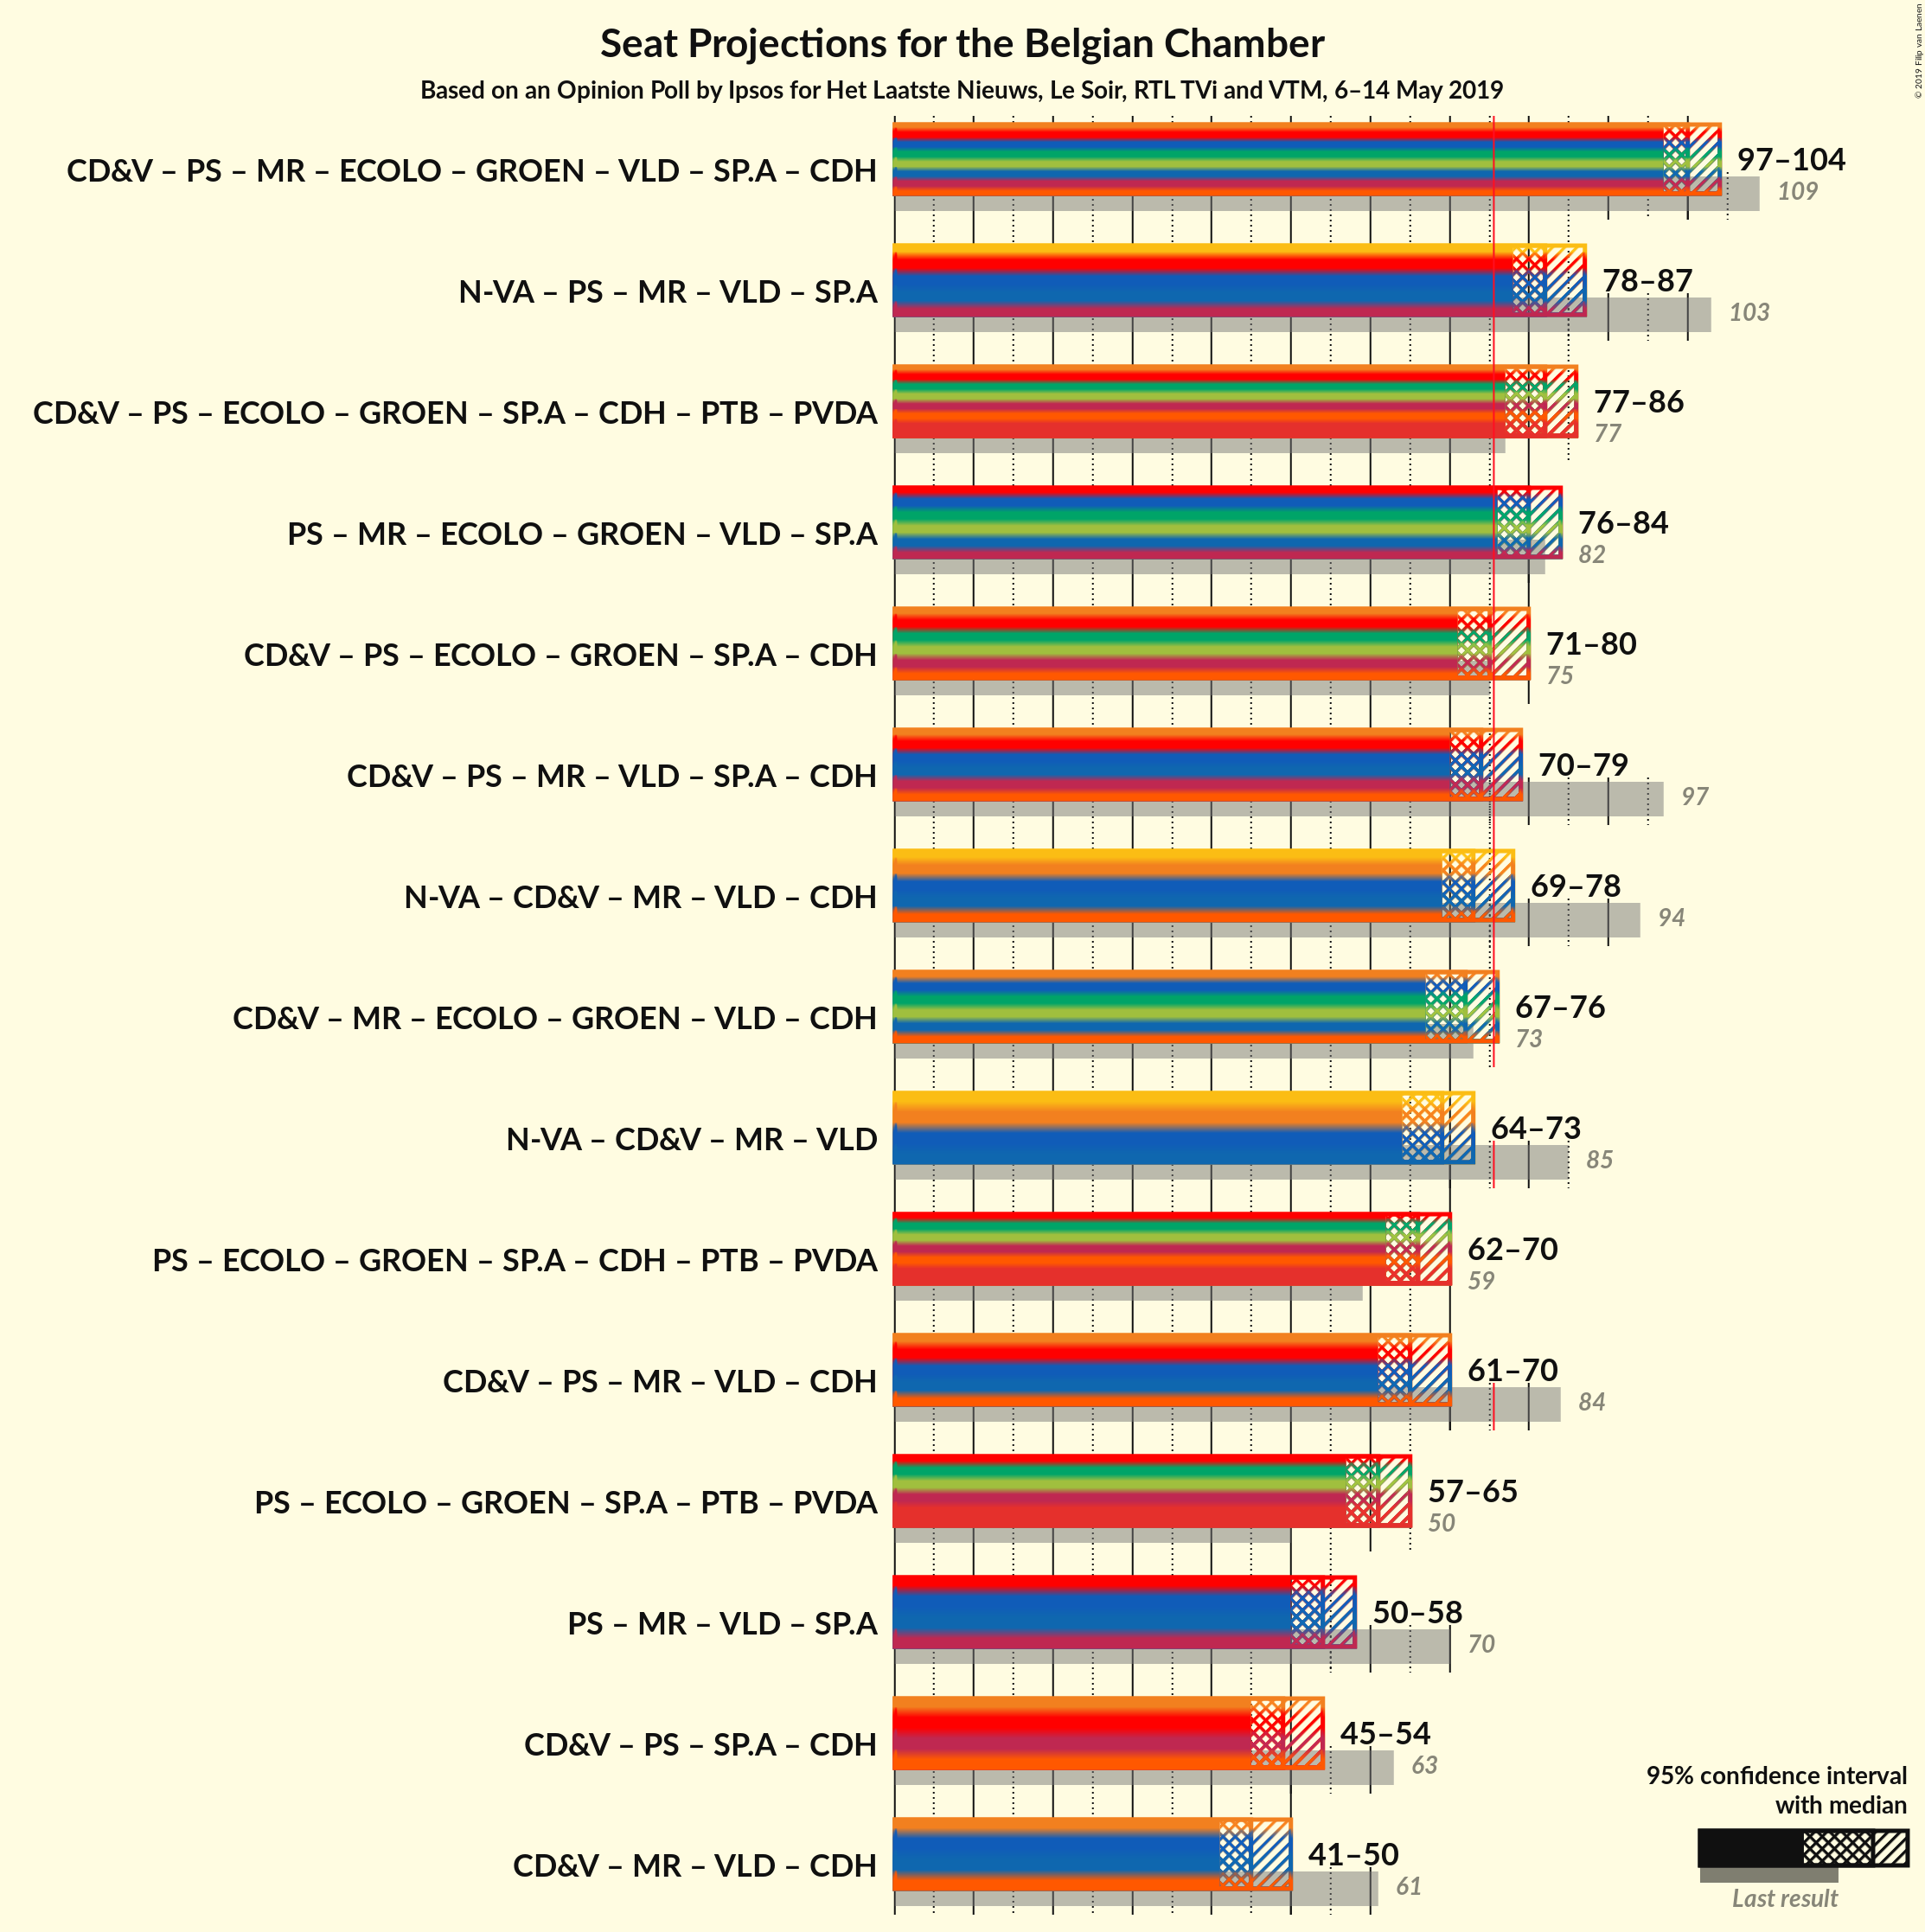 Seat Projections for the Belgian Chamber
Based on an Opinion Poll by Ipsos for Het Laatste Nieuws, Le Soir, RTL TVi and VTM, 6–14 May 2019
© 2019 Filip van Laenen
CD&V – PS – MR – ECOLO – GROEN – VLD – SP.A – CDH
97–104
109
N-VA – PS – MR – VLD – SP.A
78–87
103
CD&V – PS – ECOLO – GROEN – SP.A – CDH – PTB – PVDA
77–86
77
PS – MR – ECOLO – GROEN – VLD – SP.A
76–84
82
CD&V – PS – ECOLO – GROEN – SP.A – CDH
71–80
75
CD&V – PS – MR – VLD – SP.A – CDH
70–79
97
N-VA – CD&V – MR – VLD – CDH
69–78
94
CD&V – MR – ECOLO – GROEN – VLD – CDH
67–76
73
N-VA – CD&V – MR – VLD
64–73
85
PS – ECOLO – GROEN – SP.A – CDH – PTB – PVDA
62–70
59
CD&V – PS – MR – VLD – CDH
61–70
84
PS – ECOLO – GROEN – SP.A – PTB – PVDA
57–65
50
PS – MR – VLD – SP.A
50–58
70
CD&V – PS – SP.A – CDH
45–54
63
CD&V – MR – VLD – CDH
41–50
61
95% confidence interval
with median
Last result